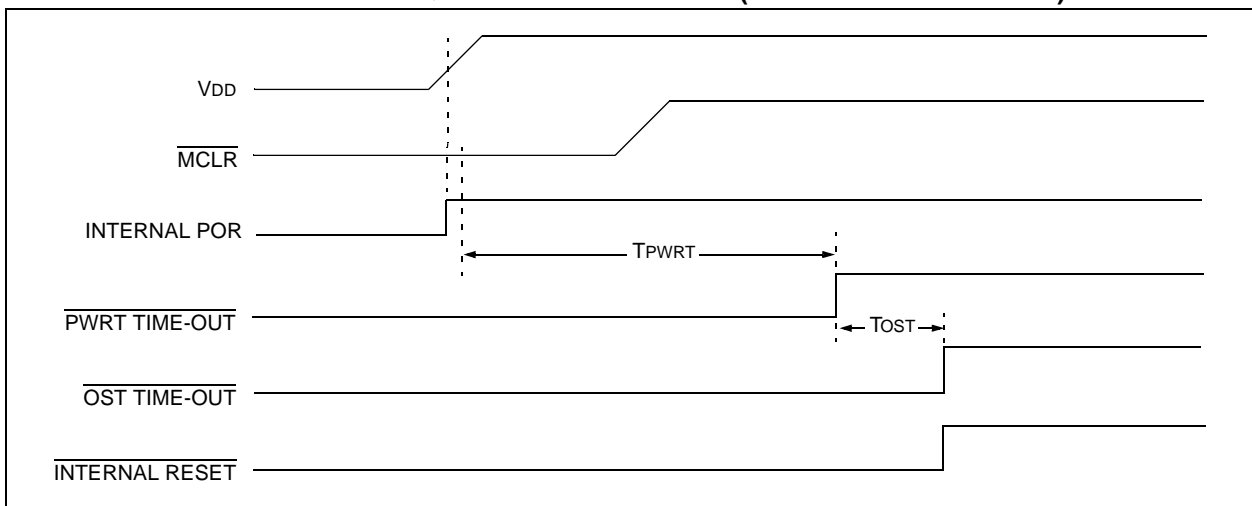 VDD
MCLR
INTERNAL POR
TPWRT
PWRT TIME-OUT
TOST
OST TIME-OUT
INTERNAL RESET